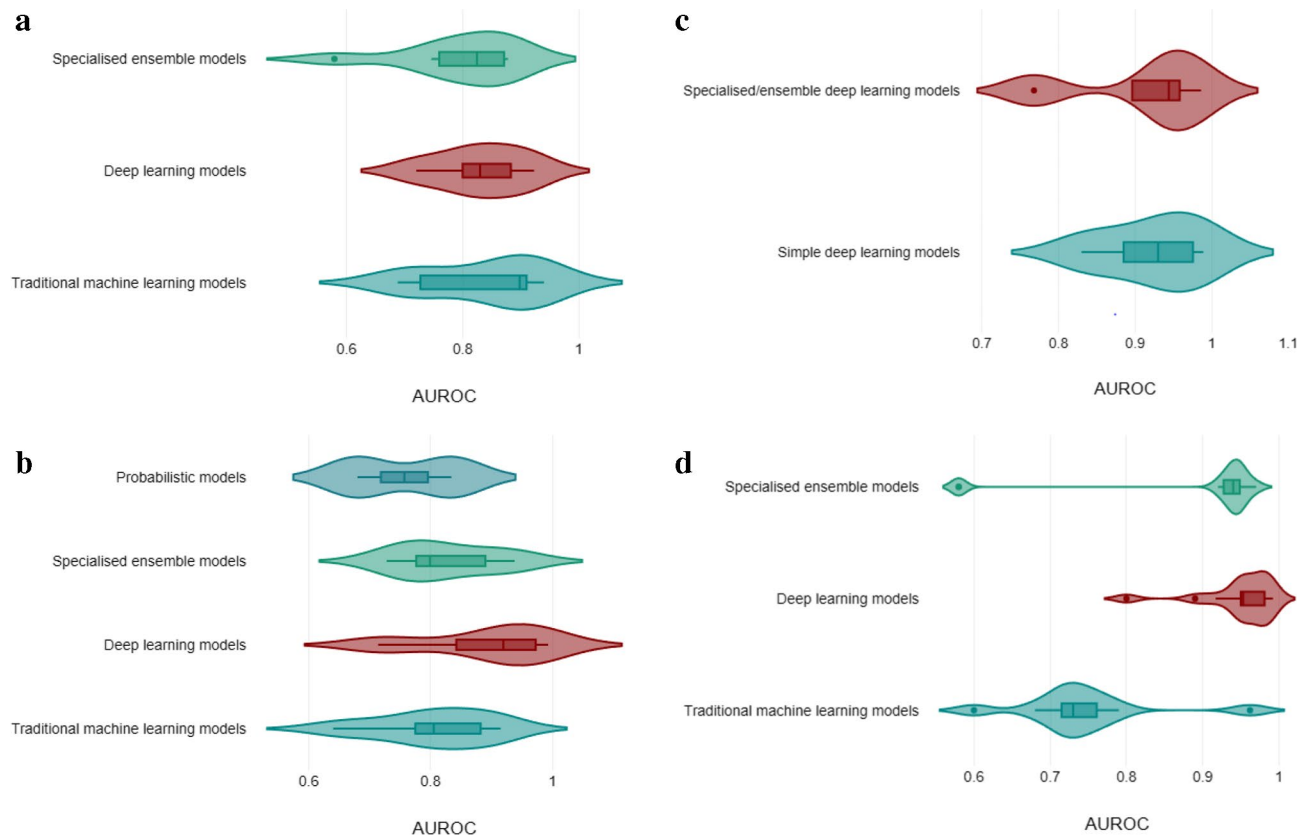 a
Specialised ensemble models
Deep learning models
Traditional machine learning models
0.6 0.8 1
AUROC
c
Specialised/ensemble deep learning models
Simple deep learning models
0.7 0.8 0.9 1 1.1
AUROC
b
Probabilistic models
Specialised ensemble models
Deep learning models
Traditional machine learning models
0.6 0.8 1
AUROC
d
Specialised ensemble models
Deep learning models
Traditional machine learning models
0.6 0.7 0.8 0.9 1
AUROC